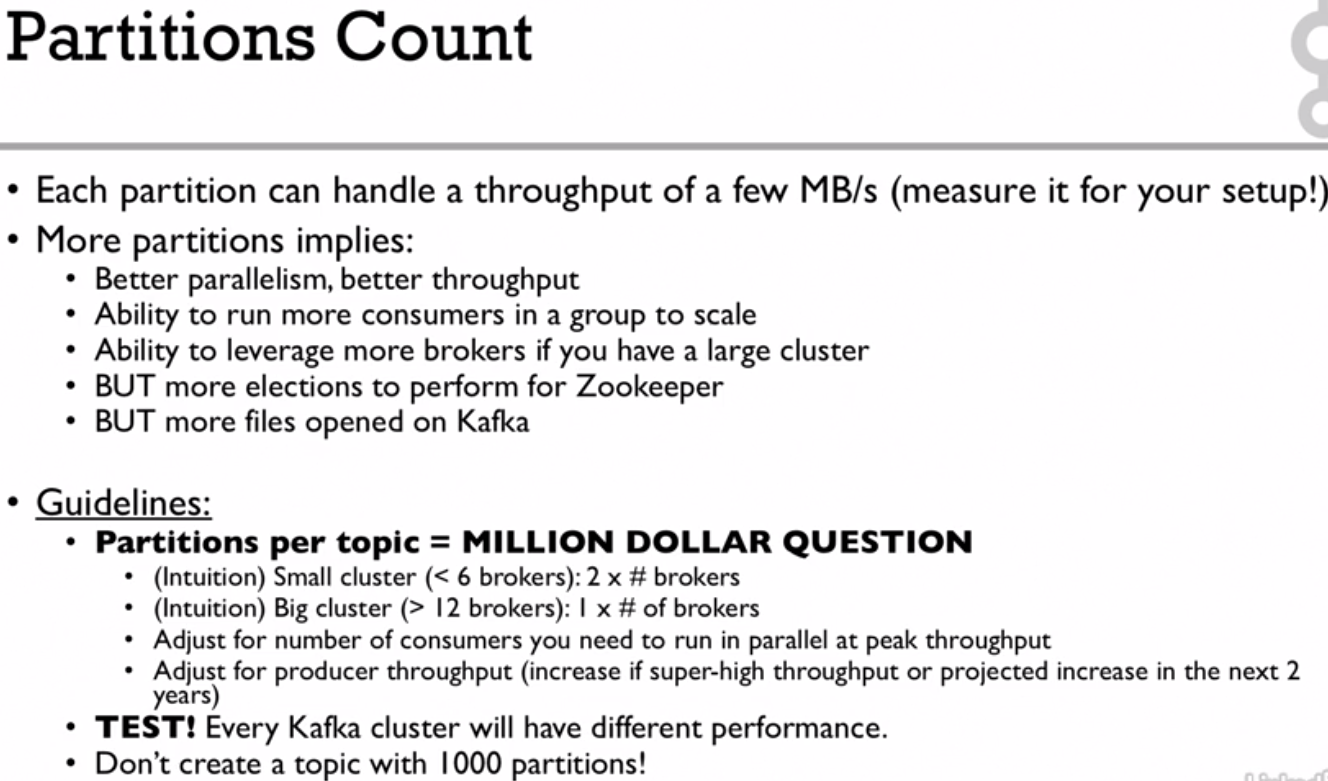 Partitions Count
• Each partition can handle a throughput of a few MB/s (measure it for your setup!)
• More partitions implies:
• Better parallelism, better throughput
• Ability to run more consumers in a group to scale
• Ability to leverage more brokers if you have a large cluster
• BUT more elections to perform for Zookeeper
• BUT more files opened on Kafka
• Guidelines:
• Partitions per topic = MILLION DOLLAR QUESTION
• (Intuition) Small cluster (< 6 brokers): 2 x # brokers
• (Intuition) Big cluster (> 12 brokers): 1 x # of brokers
• Adjust for number of consumers you need to run in parallel at peak throughput
• Adjust for producer throughput (increase if super-high throughput or projected increase in the next 2
years)
• TEST! Every Kafka cluster will have different performance.
• Don't create a topic with 1000 partitions!